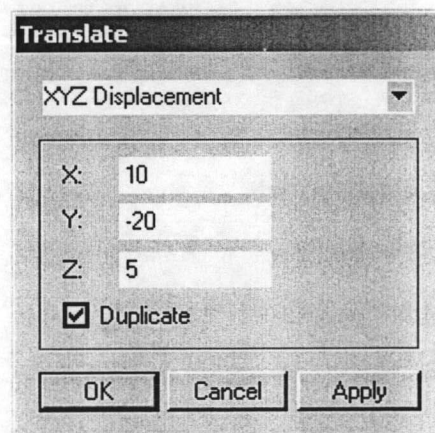 Translate
XYZ Displacement
X: 10
Y: -20
Z: 5
Duplicate
OK Cancel Apply